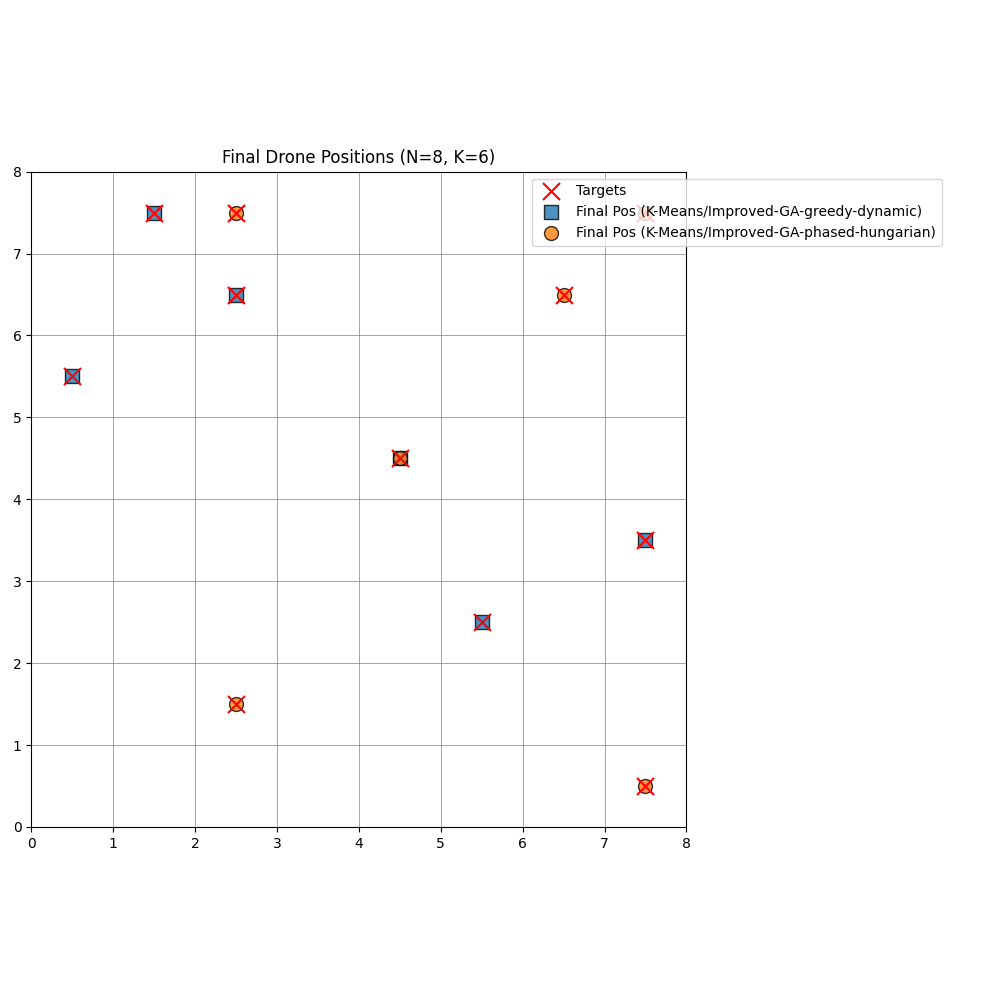 Final Drone Positions (N=8, K=6)
Targets
Final Pos (K-Means/Improved-GA-greedy-dynamic)
Final Pos (K-Means/Improved-GA-phased-hungarian)
8
7
6
5
4
3
2
1
0
0 1 2 3 4 5 6 7 8